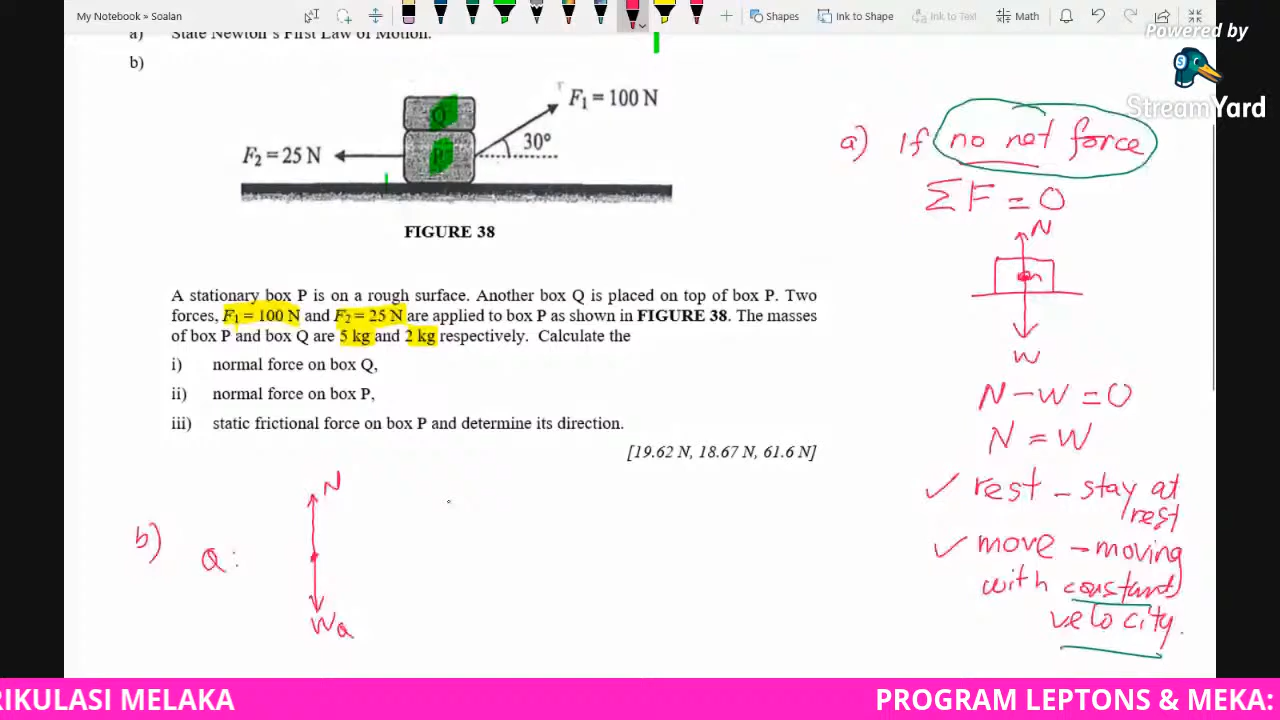 My Notebook » Soalan
Shapes
Ink to Shape
Ink to Text
Math
Powered by
StreamYard
a) State Newton's First Law of Motion.
b)
Q
P
F₁ = 100 N
30°
F₂ = 25 N
FIGURE 38
A stationary box P is on a rough surface. Another box Q is placed on top of box P. Two
forces, F₁ = 100 N and F₂ = 25 N are applied to box P as shown in FIGURE 38. The masses
of box P and box Q are 5 kg and 2 kg respectively. Calculate the
i) normal force on box Q,
ii) normal force on box P,
iii) static frictional force on box P and determine its direction.
[19.62 N, 18.67 N, 61.6 N]
b) Q:
N
W_Q
a) If no net force
ΣF = 0
N
m
W
N - W = 0
N = W
✓ rest - stay at
rest
✓ move - moving
with constant
velocity.
RIKULASI MELAKA
PROGRAM LEPTONS & MEKA: